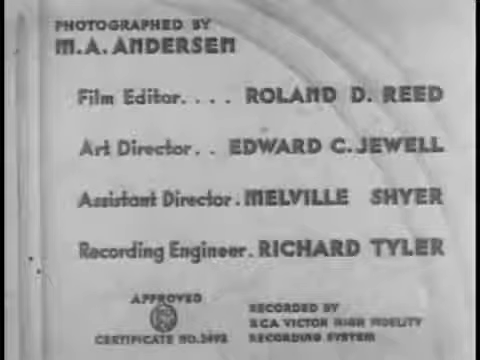 PHOTOGRAPHED BY
M.A. ANDERSEN
Film Editor.... ROLAND D. REED
Art Director.. EDWARD C. JEWELL
Assistant Director. MELVILLE SHYER
Recording Engineer. RICHARD TYLER
APPROVED
CERTIFICATE NO.
RECORDED BY
RCA VICTOR HIGH FIDELITY
RECORDING SYSTEM